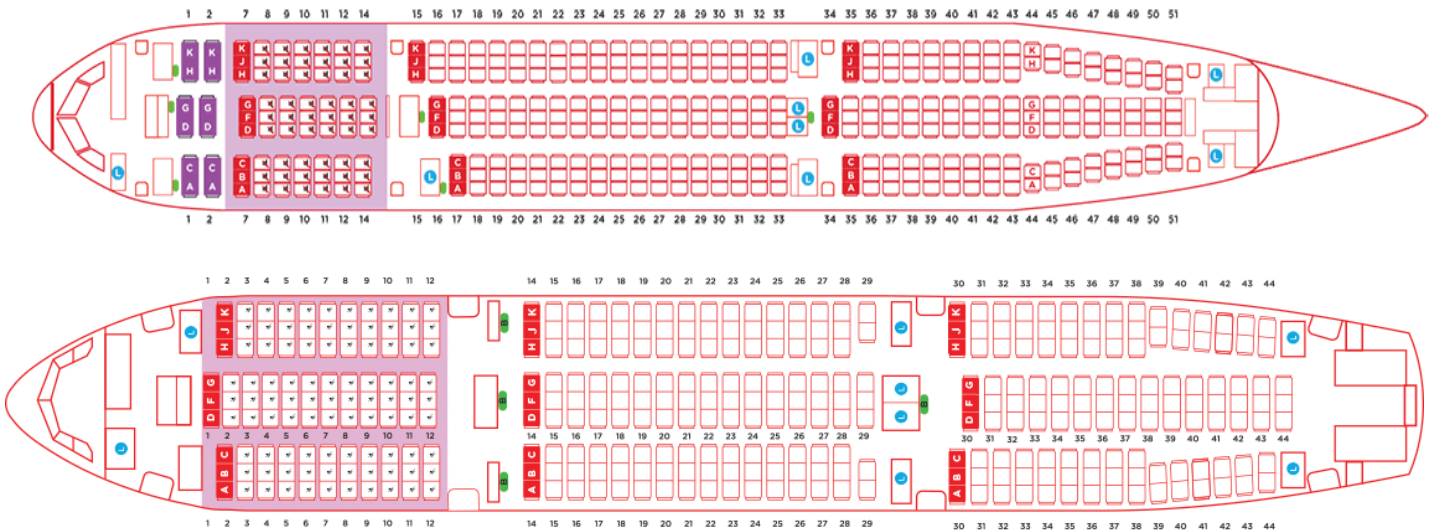 1 2 7 8 9 10 11 12 14 15 16 17 18 19 20 21 22 23 24 25 26 27 28 29 30 31 32 33 34 35 36 37 38 39 40 41 42 43 44 45 46 47 48 49 50 51
K K K K K K
H H J J J H
H H H
L L
G G G G G G
D D F F F F
D D D D
L
L
C C C C C C
A A B B B A
A A A
L L L L
1 2 7 8 9 10 11 12 14 15 16 17 18 19 20 21 22 23 24 25 26 27 28 29 30 31 32 33 34 35 36 37 38 39 40 41 42 43 44 45 46 47 48 49 50 51
1 2 3 4 5 6 7 8 9 10 11 12 14 15 16 17 18 19 20 21 22 23 24 25 26 27 28 29 30 31 32 33 34 35 36 37 38 39 40 41 42 43 44
H J K H J K H J K
L B L L
D F G D F G D F G
B L B
L
1 2 3 4 5 6 7 8 9 10 11 12 14 15 16 17 18 19 20 21 22 23 24 25 26 27 28 29 30 31 32 33 34 35 36 37 38 39 40 41 42 43 44
L
A B C A B C A B C
B L L
1 2 3 4 5 6 7 8 9 10 11 12 14 15 16 17 18 19 20 21 22 23 24 25 26 27 28 29 30 31 32 33 34 35 36 37 38 39 40 41 42 43 44